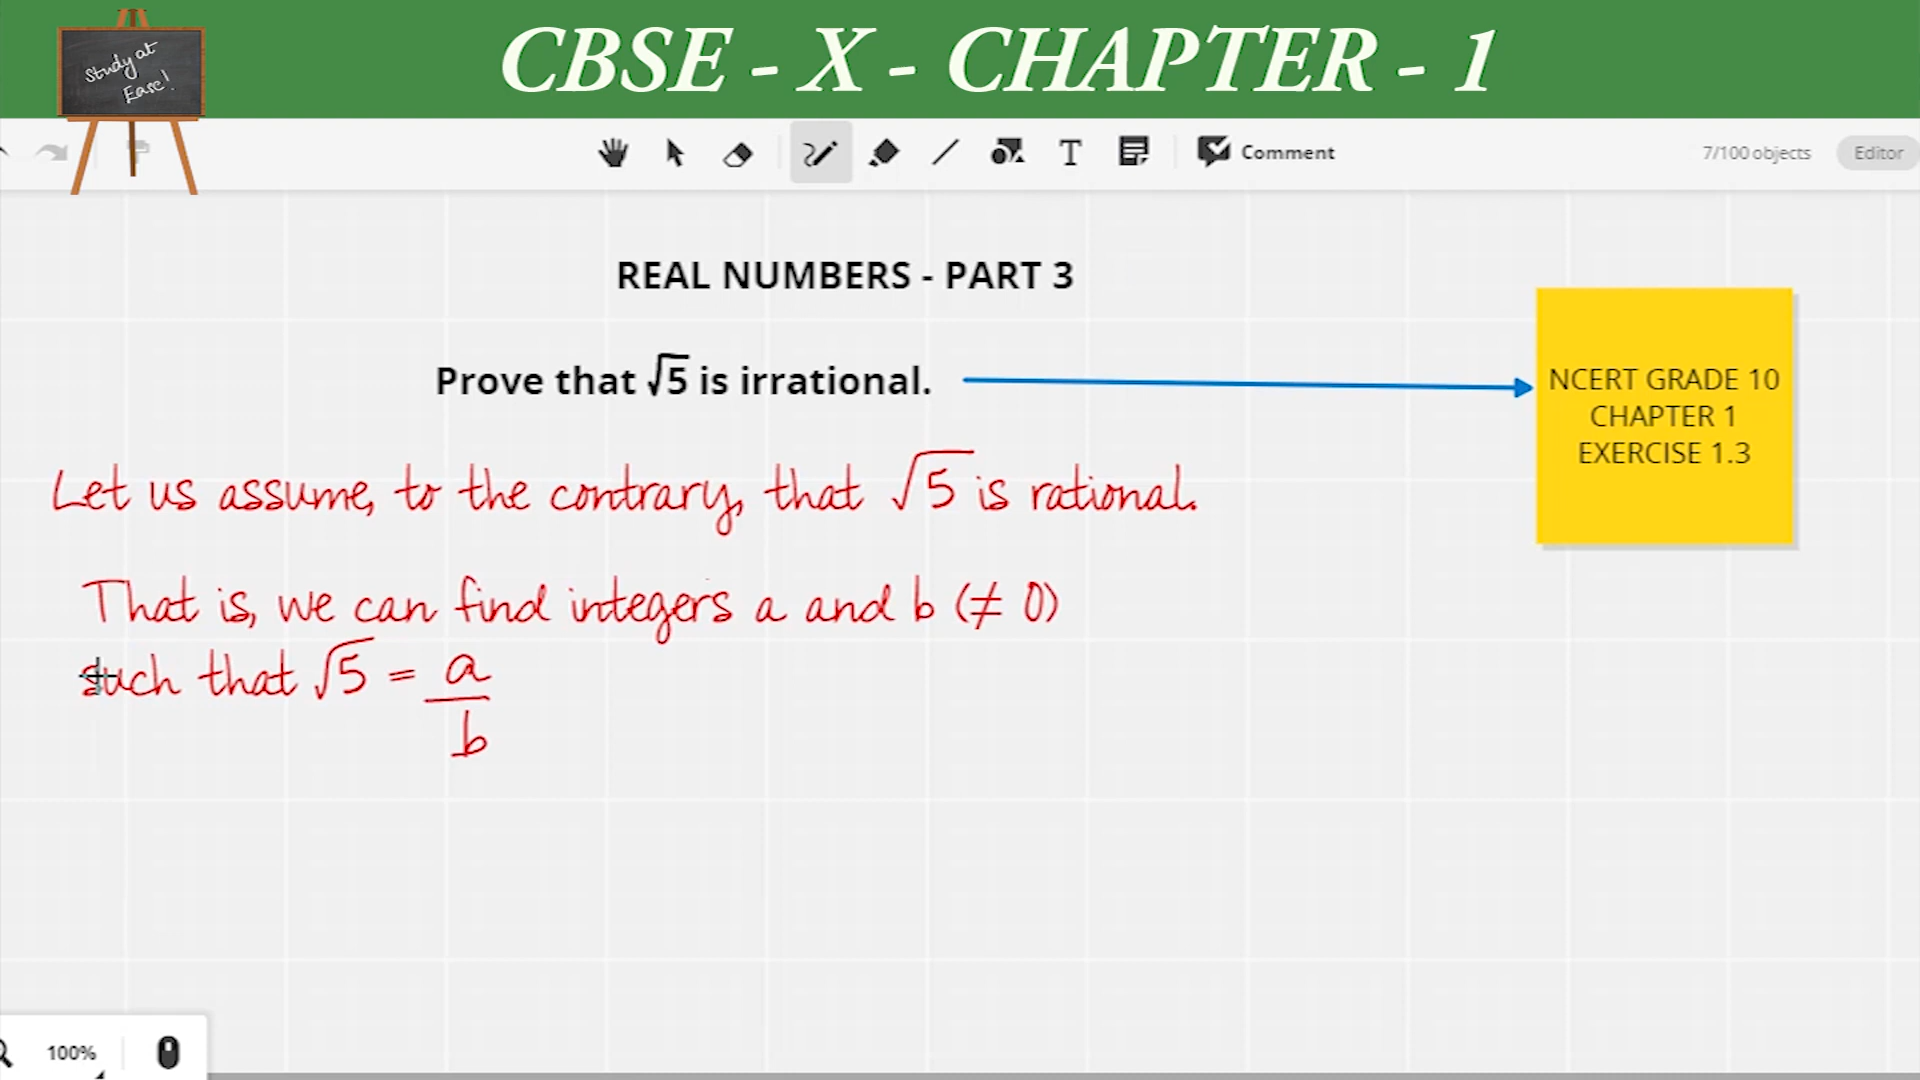 CBSE - X - CHAPTER - 1
Study at
Ease!
Comment
7/100 objects
Editor
REAL NUMBERS - PART 3
Prove that √5 is irrational.
NCERT GRADE 10
CHAPTER 1
EXERCISE 1.3
Let us assume, to the contrary, that √5 is rational.
That is, we can find integers a and b (≠ 0)
such that √5 = a
b
100%